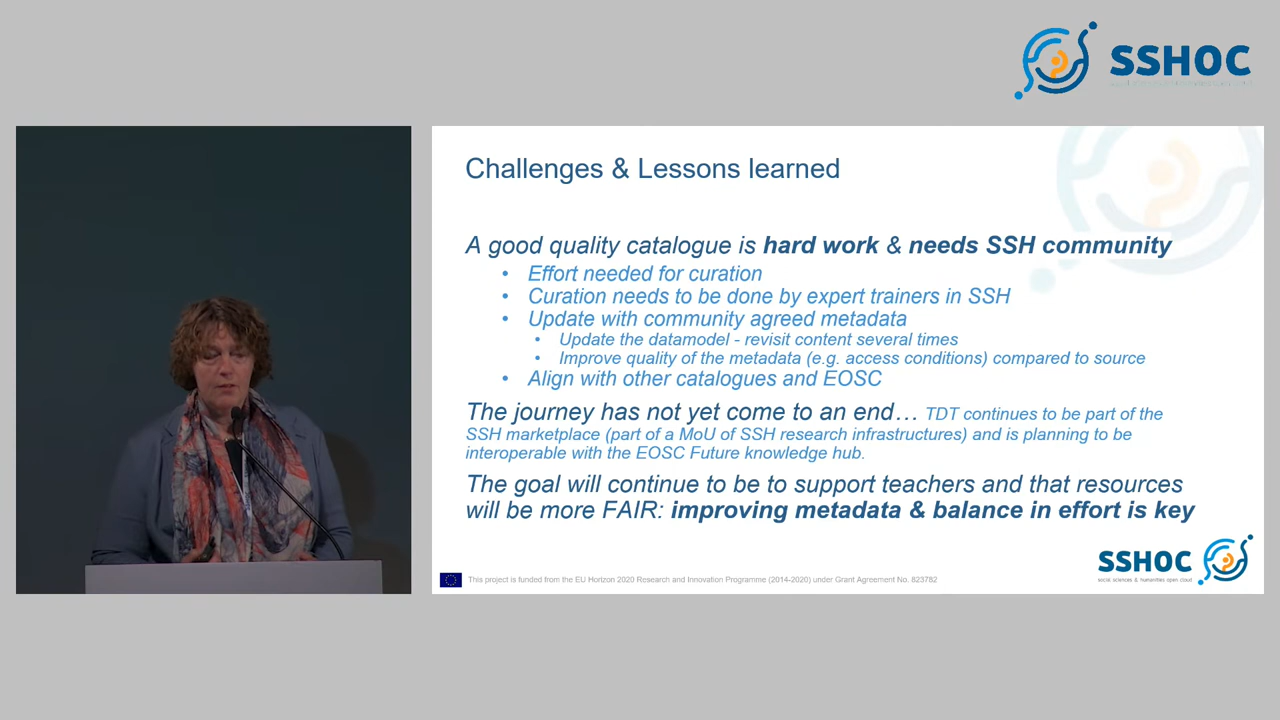 SSHOC
Challenges & Lessons learned
A good quality catalogue is hard work & needs SSH community
• Effort needed for curation
• Curation needs to be done by expert trainers in SSH
• Update with community agreed metadata
• Update the datamodel - revisit content several times
• Improve quality of the metadata (e.g. access conditions) compared to source
• Align with other catalogues and EOSC
The journey has not yet come to an end… TDT continues to be part of the
SSH marketplace (part of a MoU of SSH research infrastructures) and is planning to be
interoperable with the EOSC Future knowledge hub.
The goal will continue to be to support teachers and that resources
will be more FAIR: improving metadata & balance in effort is key
SSHOC
social sciences & humanities open cloud
This project is funded from the EU Horizon 2020 Research and Innovation Programme (2014-2020) under Grant Agreement No. 823782